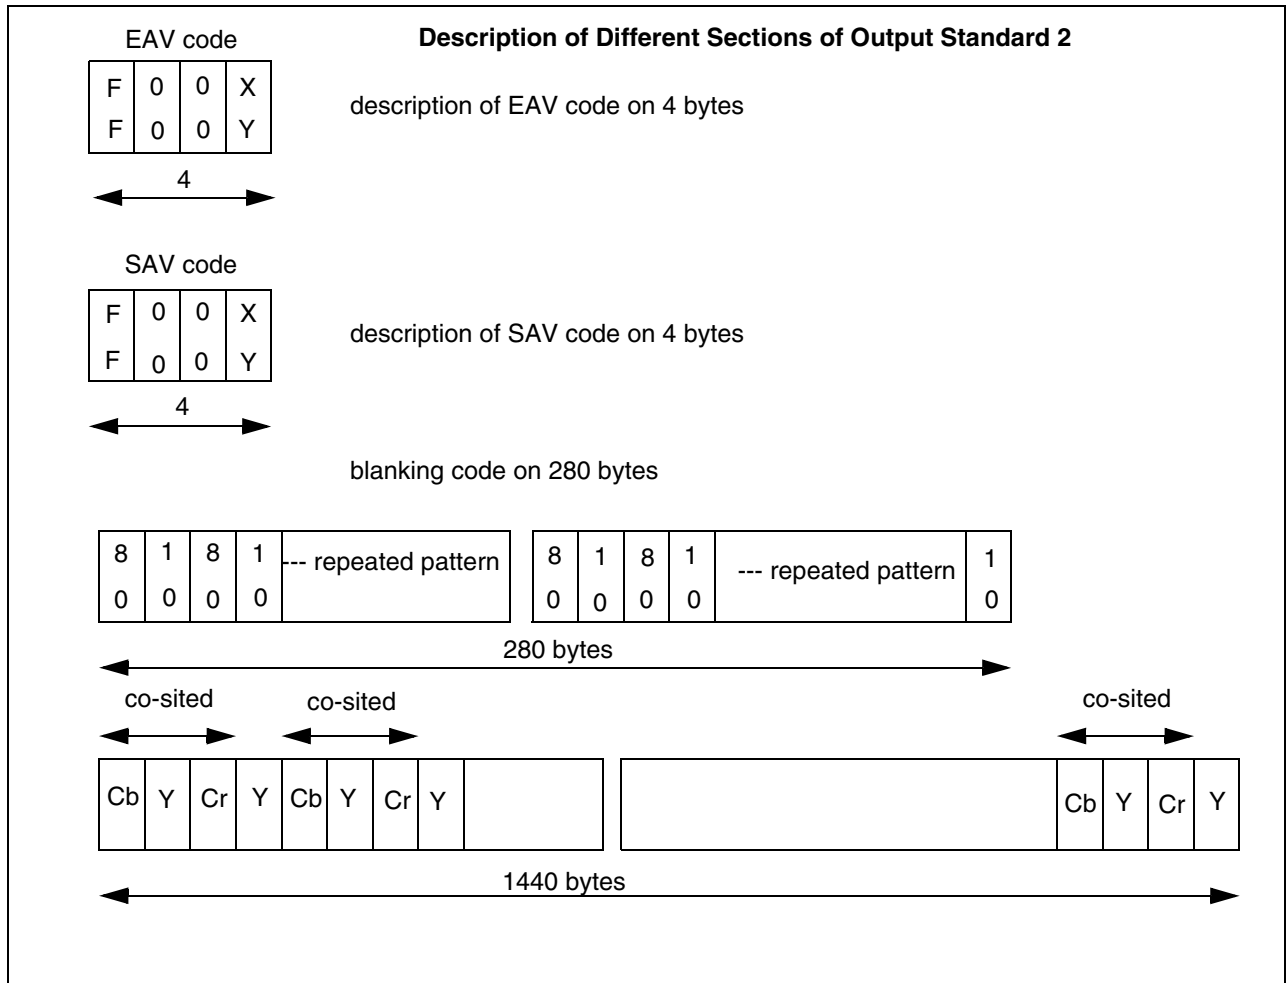 EAV code
Description of Different Sections of Output Standard 2
F 0 0 X
F 0 0 Y
description of EAV code on 4 bytes
4
SAV code
F 0 0 X
F 0 0 Y
description of SAV code on 4 bytes
4
blanking code on 280 bytes
8 1 8 1 --- repeated pattern 8 1 8 1 --- repeated pattern 1
0 0 0 0 0 0 0 0 0
280 bytes
co-sited co-sited co-sited
Cb Y Cr Y Cb Y Cr Y Cb Y Cr Y
1440 bytes